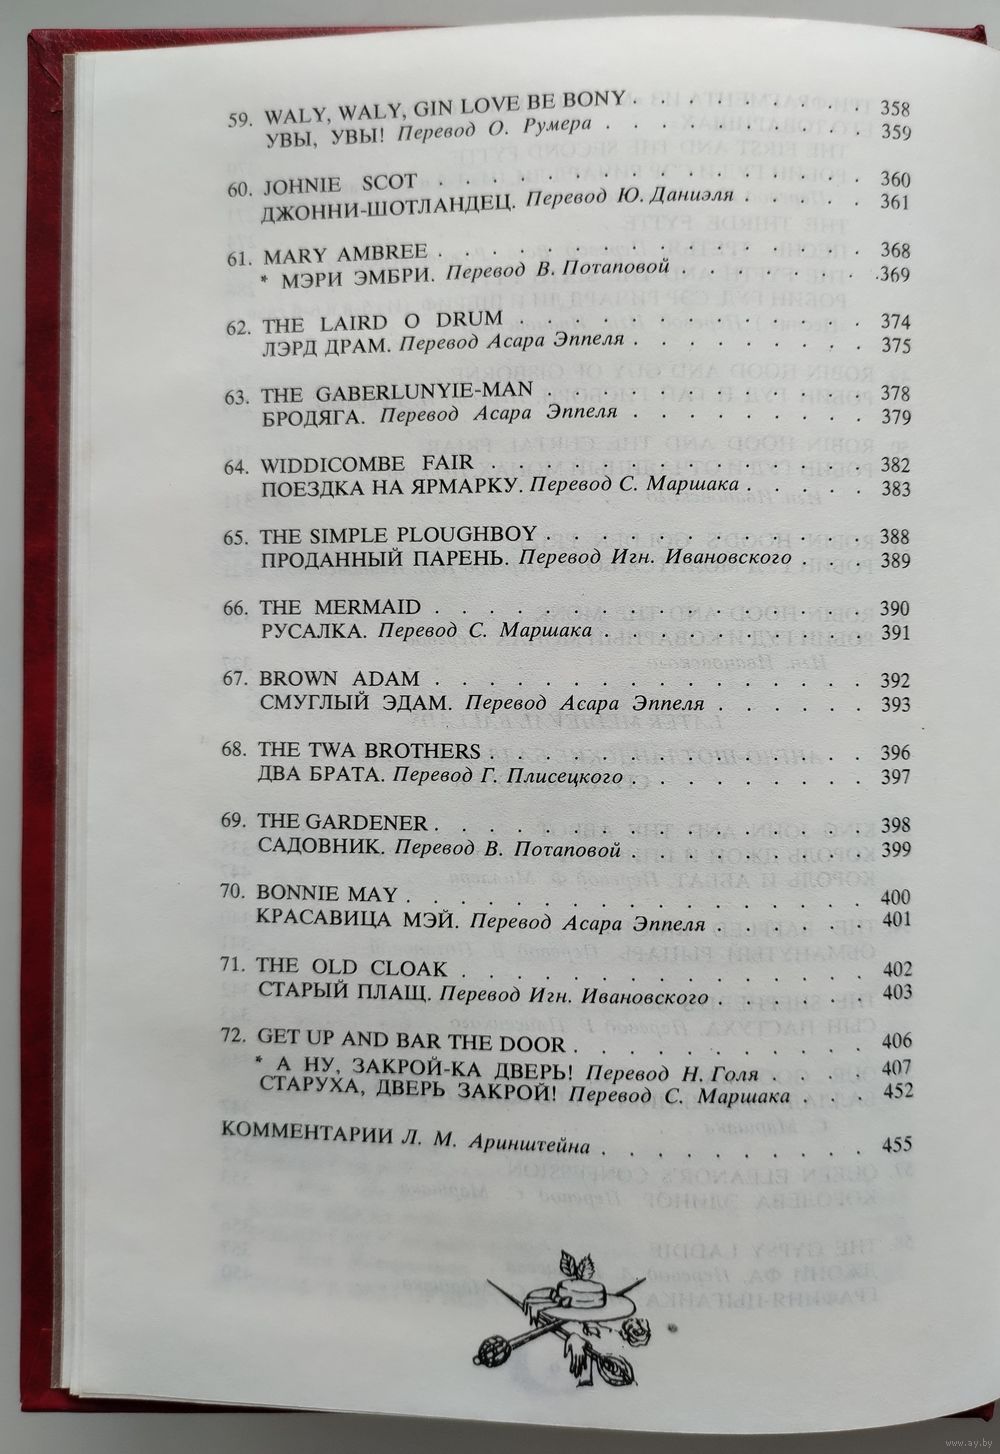 59. WALY, WALY, GIN LOVE BE BONY . . . . . . . . . 358
УВЫ, УВЫ! Перевод О. Румера . . . . . . . . . . 359
60. JOHNIE SCOT . . . . . . . . . . . . . . . . 360
ДЖОННИ-ШОТЛАНДЕЦ. Перевод Ю. Даниэля . . . . . 361
61. MARY AMBREE . . . . . . . . . . . . . . . . 368
* МЭРИ ЭМБРИ. Перевод В. Потаповой . . . . . . . . 369
62. THE LAIRD O DRUM . . . . . . . . . . . . . 374
ЛЭРД ДРАМ. Перевод Асара Эппеля . . . . . . . . . 375
63. THE GABERLUNYIE-MAN . . . . . . . . . . . . 378
БРОДЯГА. Перевод Асара Эппеля . . . . . . . . . 379
64. WIDDICOMBE FAIR . . . . . . . . . . . . . . 382
ПОЕЗДКА НА ЯРМАРКУ. Перевод С. Маршака . . . . . 383
65. THE SIMPLE PLOUGHBOY . . . . . . . . . . . . 388
ПРОДАННЫЙ ПАРЕНЬ. Перевод Игн. Ивановского . . . 389
66. THE MERMAID . . . . . . . . . . . . . . . . 390
РУСАЛКА. Перевод С. Маршака . . . . . . . . . . 391
67. BROWN ADAM . . . . . . . . . . . . . . . . 392
СМУГЛЫЙ ЭДАМ. Перевод Асара Эппеля . . . . . . 393
68. THE TWA BROTHERS . . . . . . . . . . . . . . 396
ДВА БРАТА. Перевод Г. Плисецкого . . . . . . . . . 397
69. THE GARDENER . . . . . . . . . . . . . . . . 398
САДОВНИК. Перевод В. Потаповой . . . . . . . . . 399
70. BONNIE MAY . . . . . . . . . . . . . . . . . 400
КРАСАВИЦА МЭЙ. Перевод Асара Эппеля . . . . . . 401
71. THE OLD CLOAK . . . . . . . . . . . . . . . 402
СТАРЫЙ ПЛАЩ. Перевод Игн. Ивановского . . . . . . 403
72. GET UP AND BAR THE DOOR . . . . . . . . . . . 406
* А НУ, ЗАКРОЙ-КА ДВЕРЬ! Перевод Н. Голя . . . . 407
СТАРУХА, ДВЕРЬ ЗАКРОЙ! Перевод С. Маршака . . . 452
КОММЕНТАРИИ Л. М. Аринштейна . . . . . . . . . . 455
www.ay.by